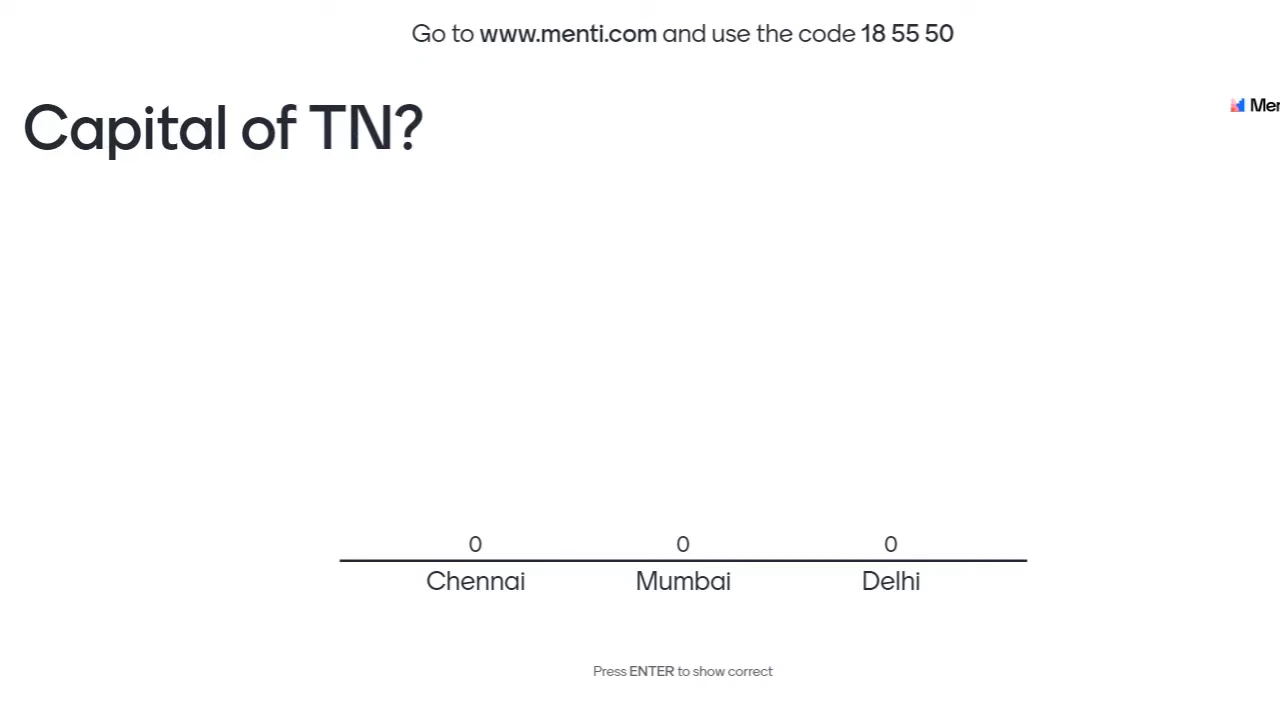 Go to www.menti.com and use the code 18 55 50
Capital of TN?
Men
0 0 0
Chennai Mumbai Delhi
Press ENTER to show correct